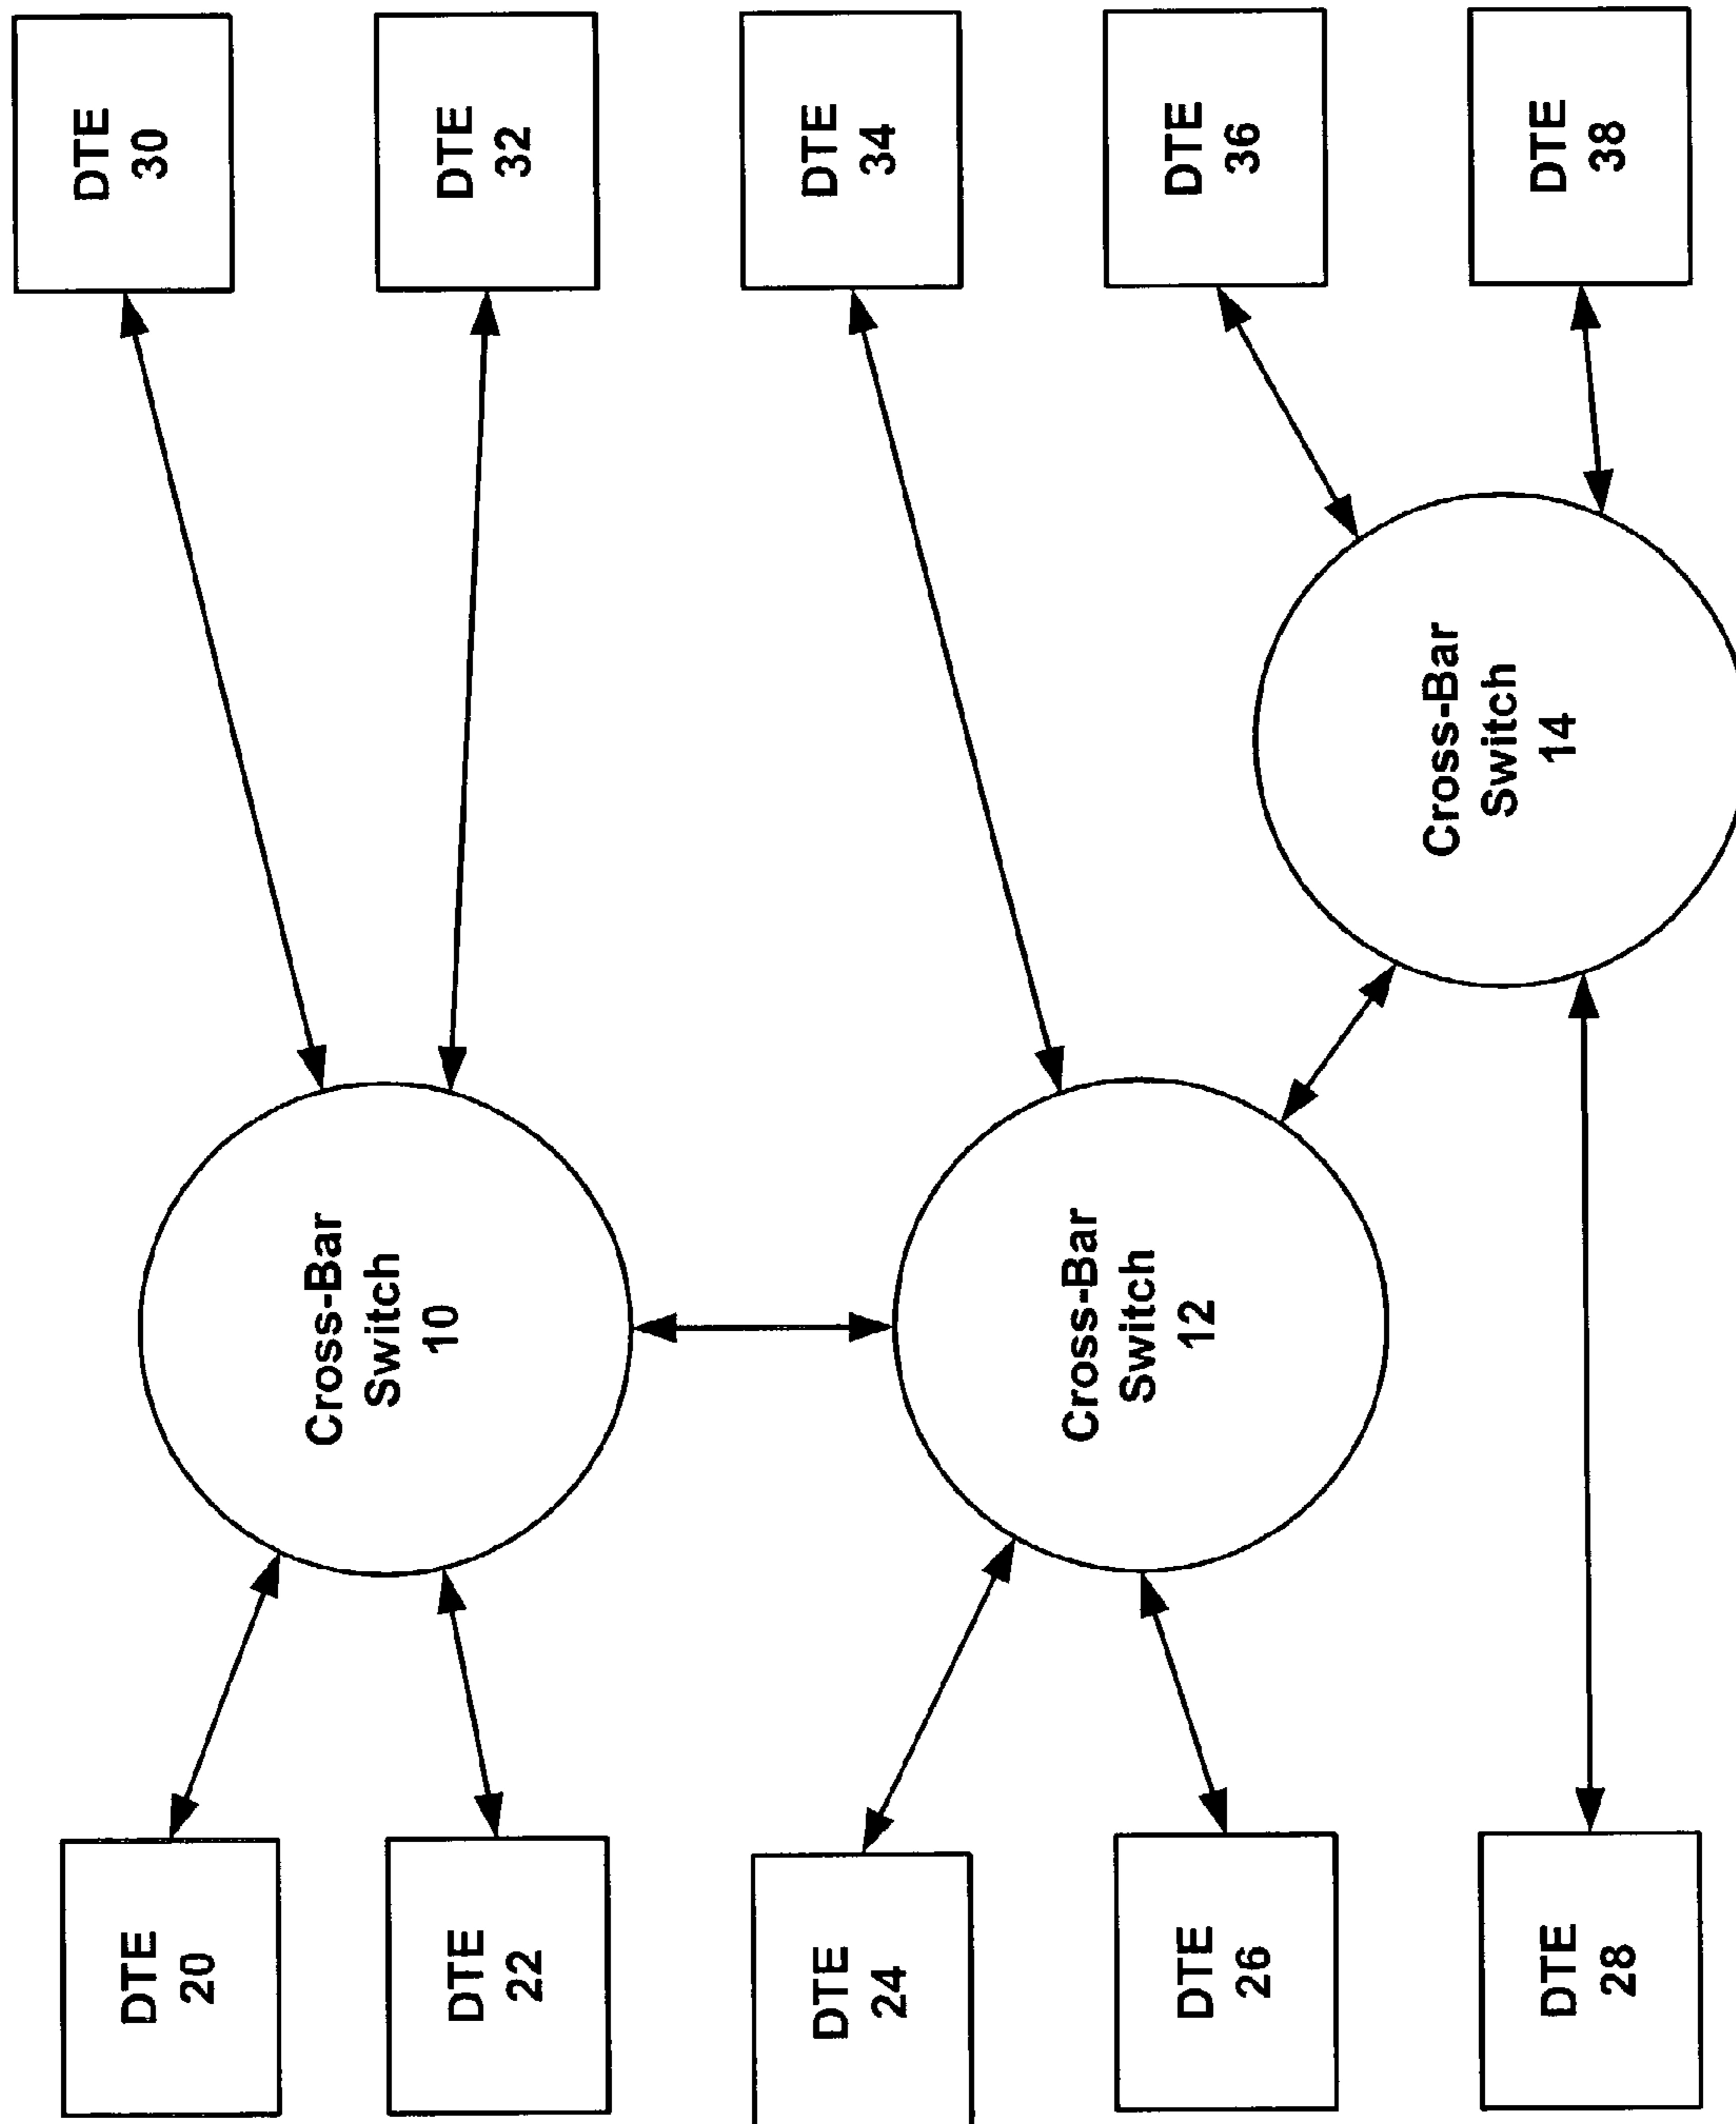 DTE
20
DTE
22
DTE
24
DTE
26
DTE
28
Cross-Bar
Switch
10
Cross-Bar
Switch
12
Cross-Bar
Switch
14
DTE
30
DTE
32
DTE
34
DTE
36
DTE
38